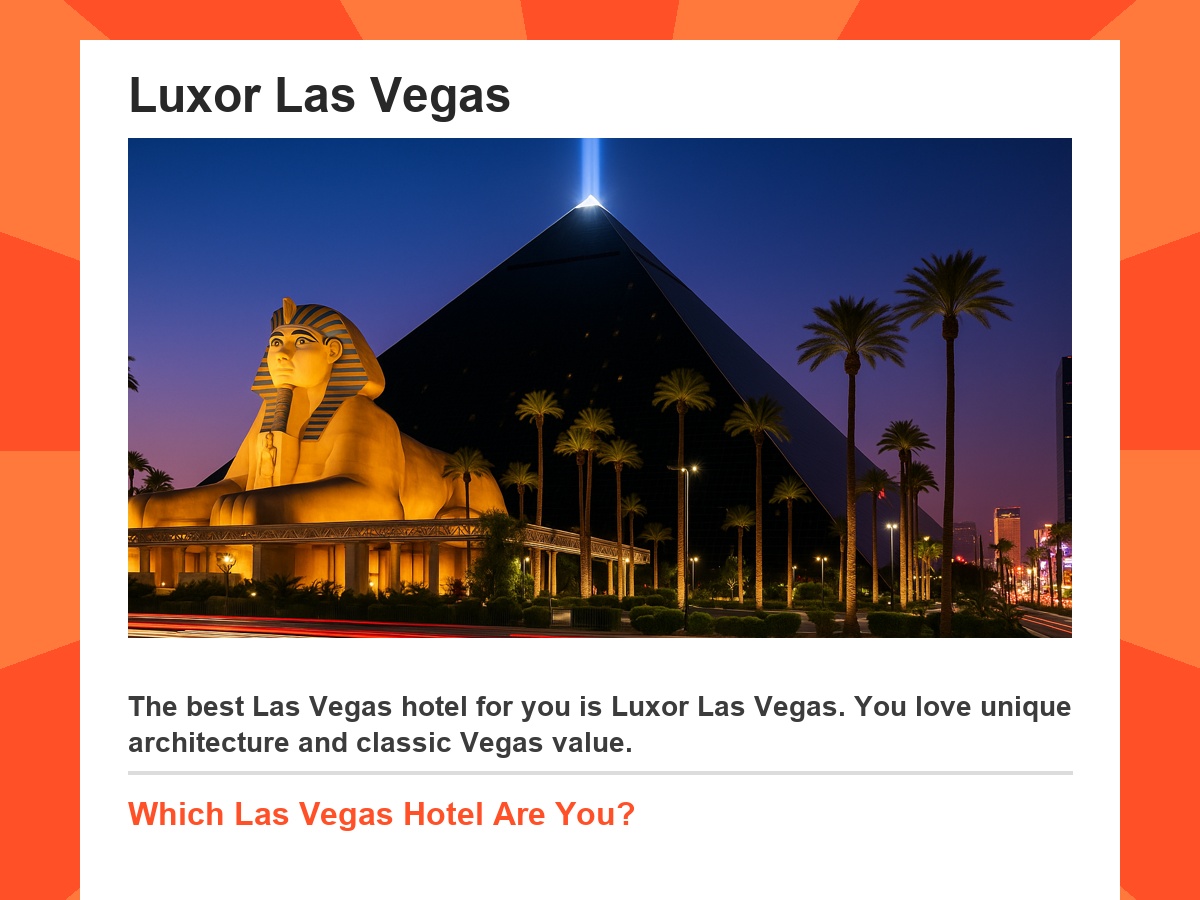 Luxor Las Vegas
The best Las Vegas hotel for you is Luxor Las Vegas. You love unique
architecture and classic Vegas value.
Which Las Vegas Hotel Are You?